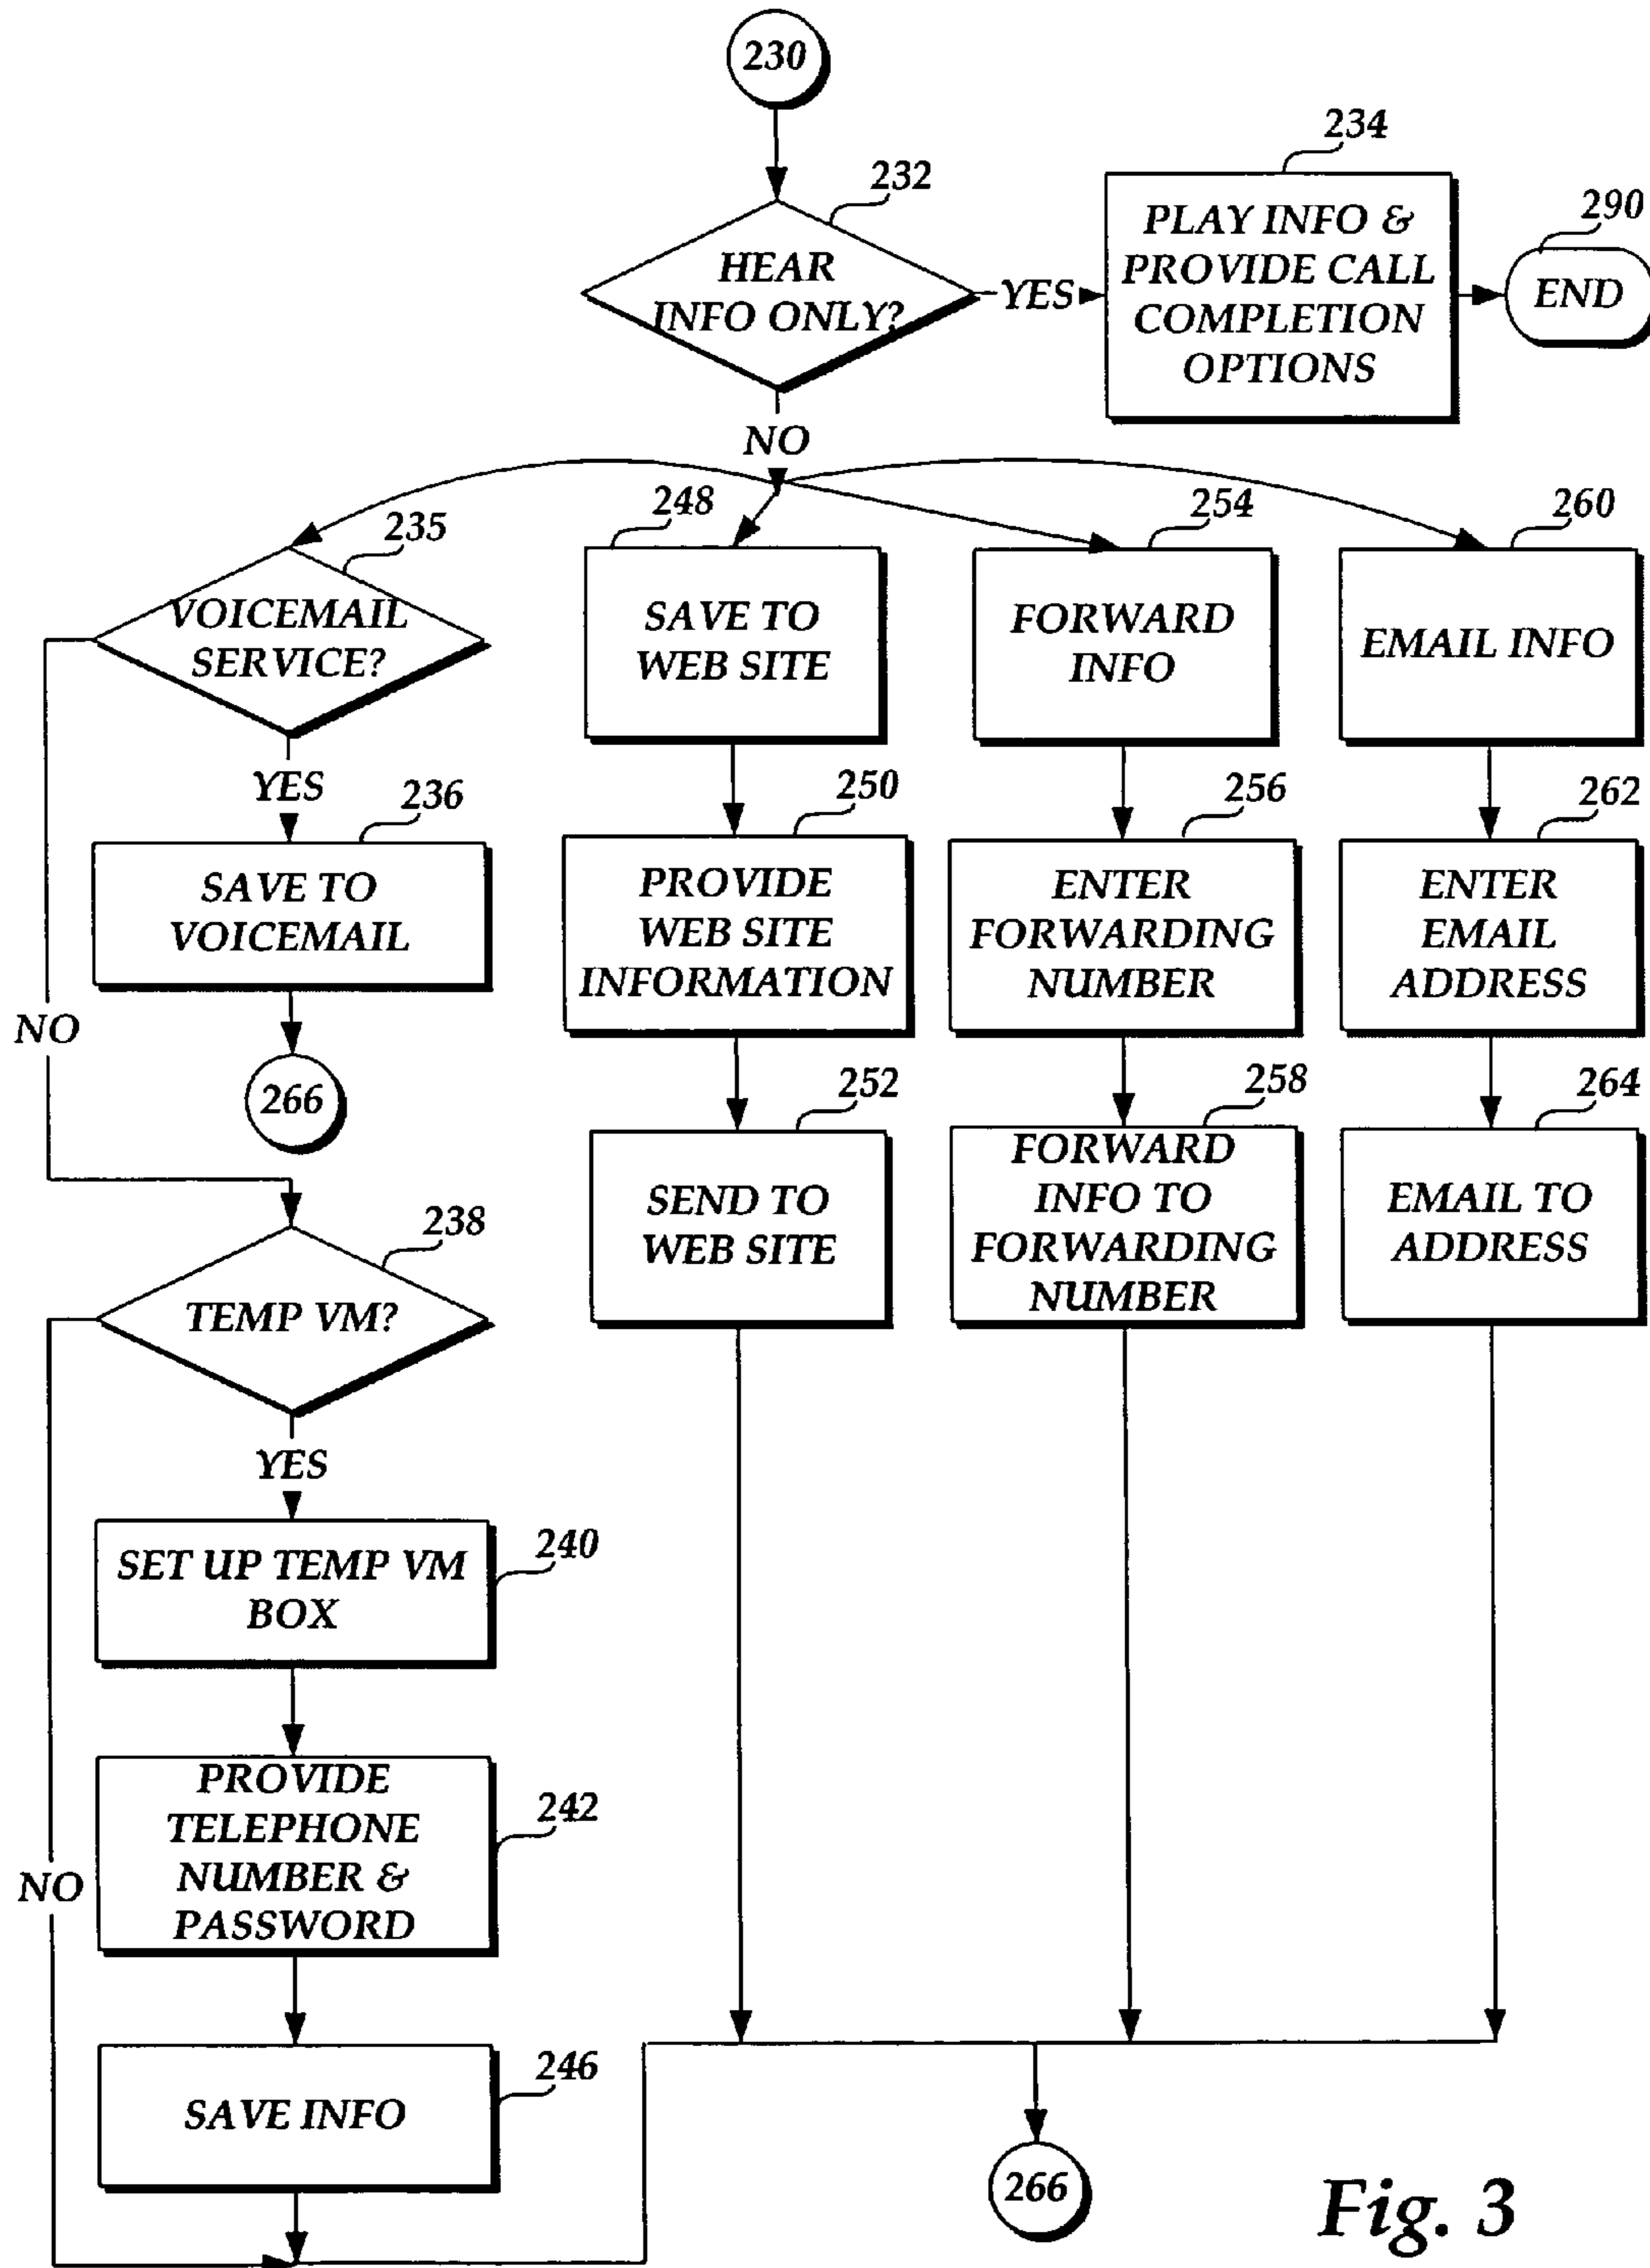 230
232
HEAR
INFO ONLY?
YES
234
PLAY INFO &
PROVIDE CALL
COMPLETION
OPTIONS
290
END
NO
235
VOICEMAIL
SERVICE?
YES
236
SAVE TO
VOICEMAIL
266
NO
238
TEMP VM?
YES
240
SET UP TEMP VM
BOX
242
PROVIDE
TELEPHONE
NUMBER &
PASSWORD
NO
246
SAVE INFO
248
SAVE TO
WEB SITE
250
PROVIDE
WEB SITE
INFORMATION
252
SEND TO
WEB SITE
254
FORWARD
INFO
256
ENTER
FORWARDING
NUMBER
258
FORWARD
INFO TO
FORWARDING
NUMBER
260
EMAIL INFO
262
ENTER
EMAIL
ADDRESS
264
EMAIL TO
ADDRESS
266
Fig. 3